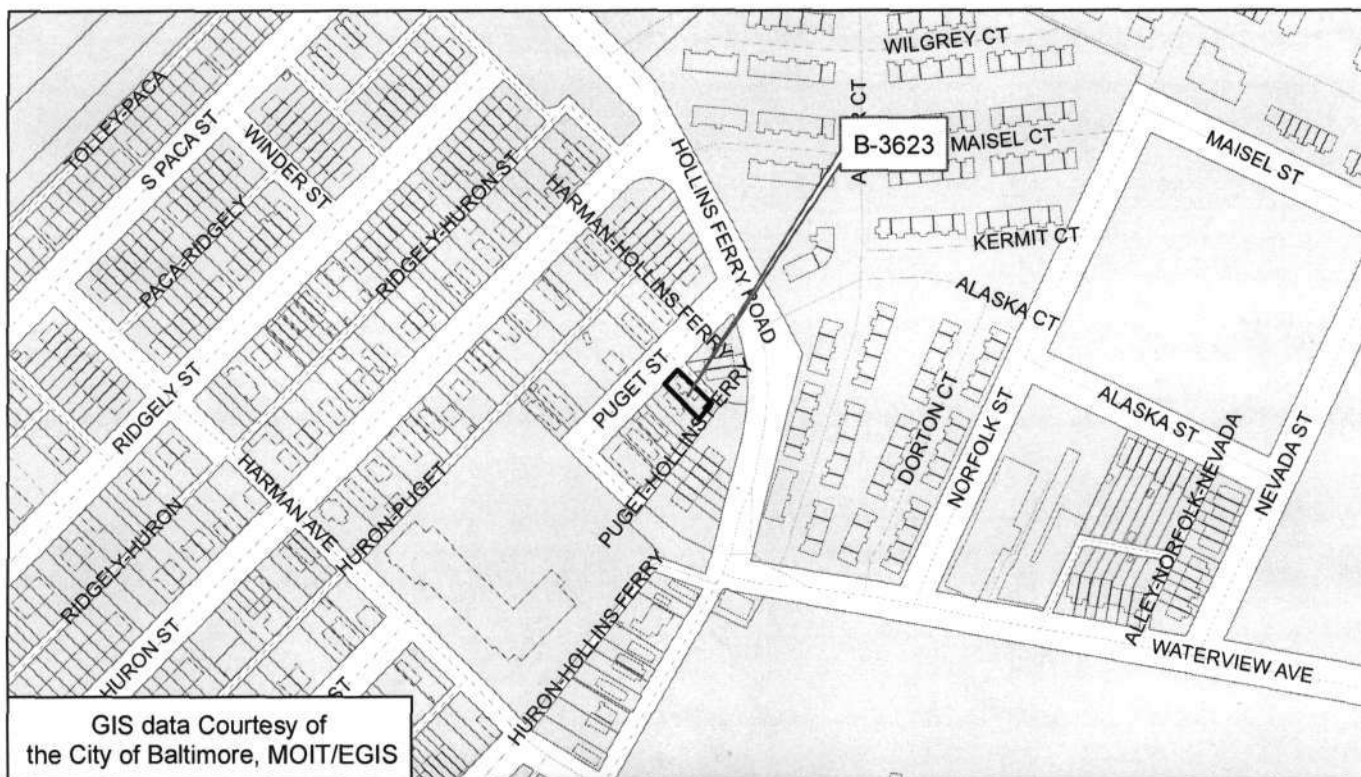 WILGREY CT
TOLLEY-PACA
S PACA ST
WINDER ST
B-3623
MAISEL CT
MAISEL ST
HOLLINS FERRY ROAD
RIDGELY-HURON ST
HARMAN-HOLLINS FERRY
PACA-RIDGELY
KERMIT CT
ALASKA CT
PUGET ST
RIDGELY ST
ALASKA ST
DORTON CT
NORFOLK ST
NEVADA ST
PUGET-HOLLINS FERRY
HARMAN AVE
HURON-PUGET
RIDGELY-HURON
ALLEY-NORFOLK-NEVADA
HURON-HOLLINS FERRY
WATERVIEW AVE
HURON ST
ST
GIS data Courtesy of
the City of Baltimore, MOIT/EGIS